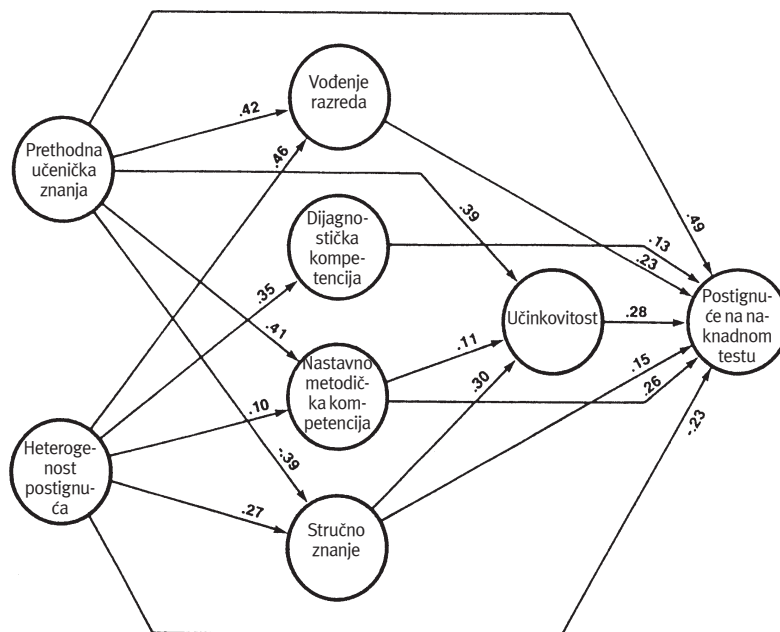 Vođenje
razreda
.42
Prethodna
učenička
znanja
.46
.39
.49
Dijagno-
stička
kompe-
tencija
.13
.23
.35
Postignu-
će na na-
knadnom
testu
Učinkovitost
.28
.41
.11
.15
Nastavno
metodič-
ka kom-
petencija
.30
.26
.10
-.23
Heteroge-
nost
postignu-
ća
-.39
.27
Stručno
znanje